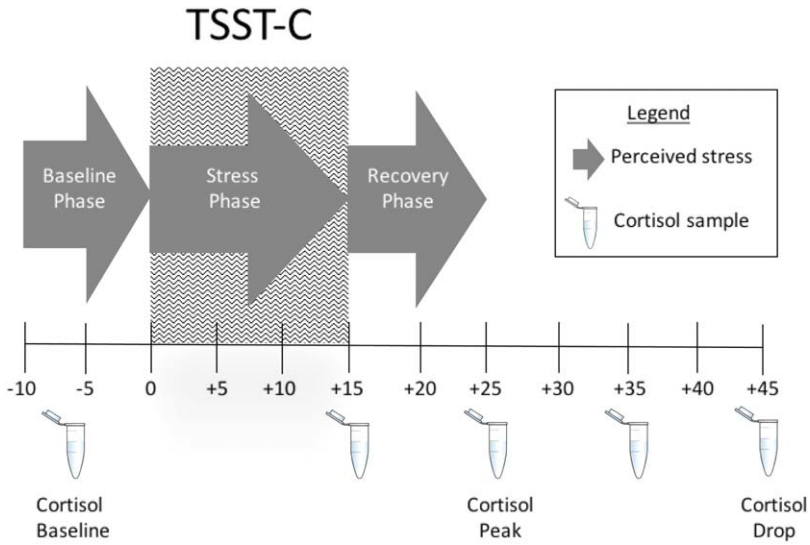 TSST-C
Legend
Perceived stress
Cortisol sample
Baseline
Phase
Stress
Phase
Recovery
Phase
-10 -5 0 +5 +10 +15 +20 +25 +30 +35 +40 +45
Cortisol
Baseline
Cortisol
Peak
Cortisol
Drop